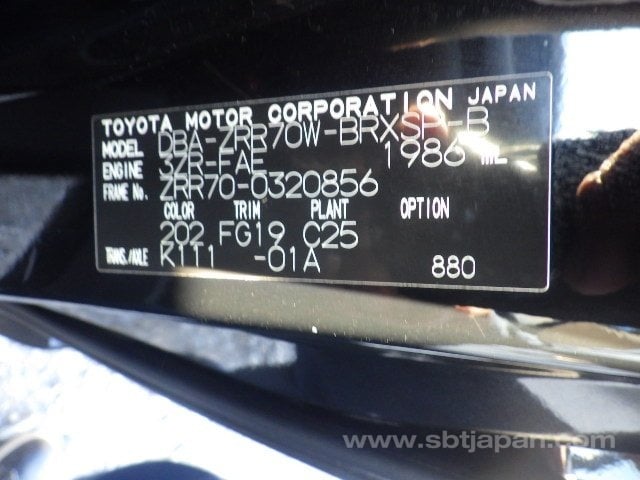 TOYOTA MOTOR CORPORATION JAPAN
MODEL DBA-ZRR70W-BRXSP-B
ENGINE 3ZR-FAE 1986 mL
FRAME No. ZRR70-0320856
COLOR TRIM PLANT OPTION
202 FG19 C25
TRANS./AXLE K111 -01A 880
www.sbtjapan.com